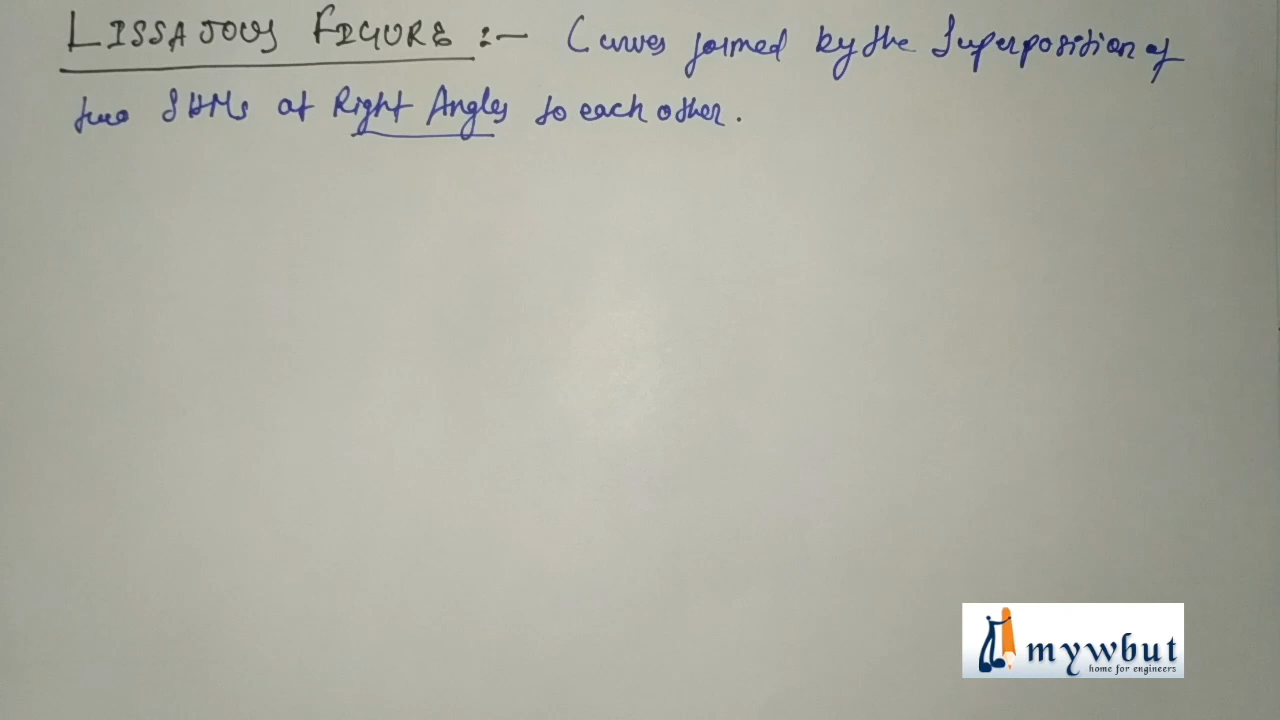 LISSAJOUS FIGURE :- Curves formed by the Superposition of
two SHMs at Right Angles to each other.
mywbut
home for engineers